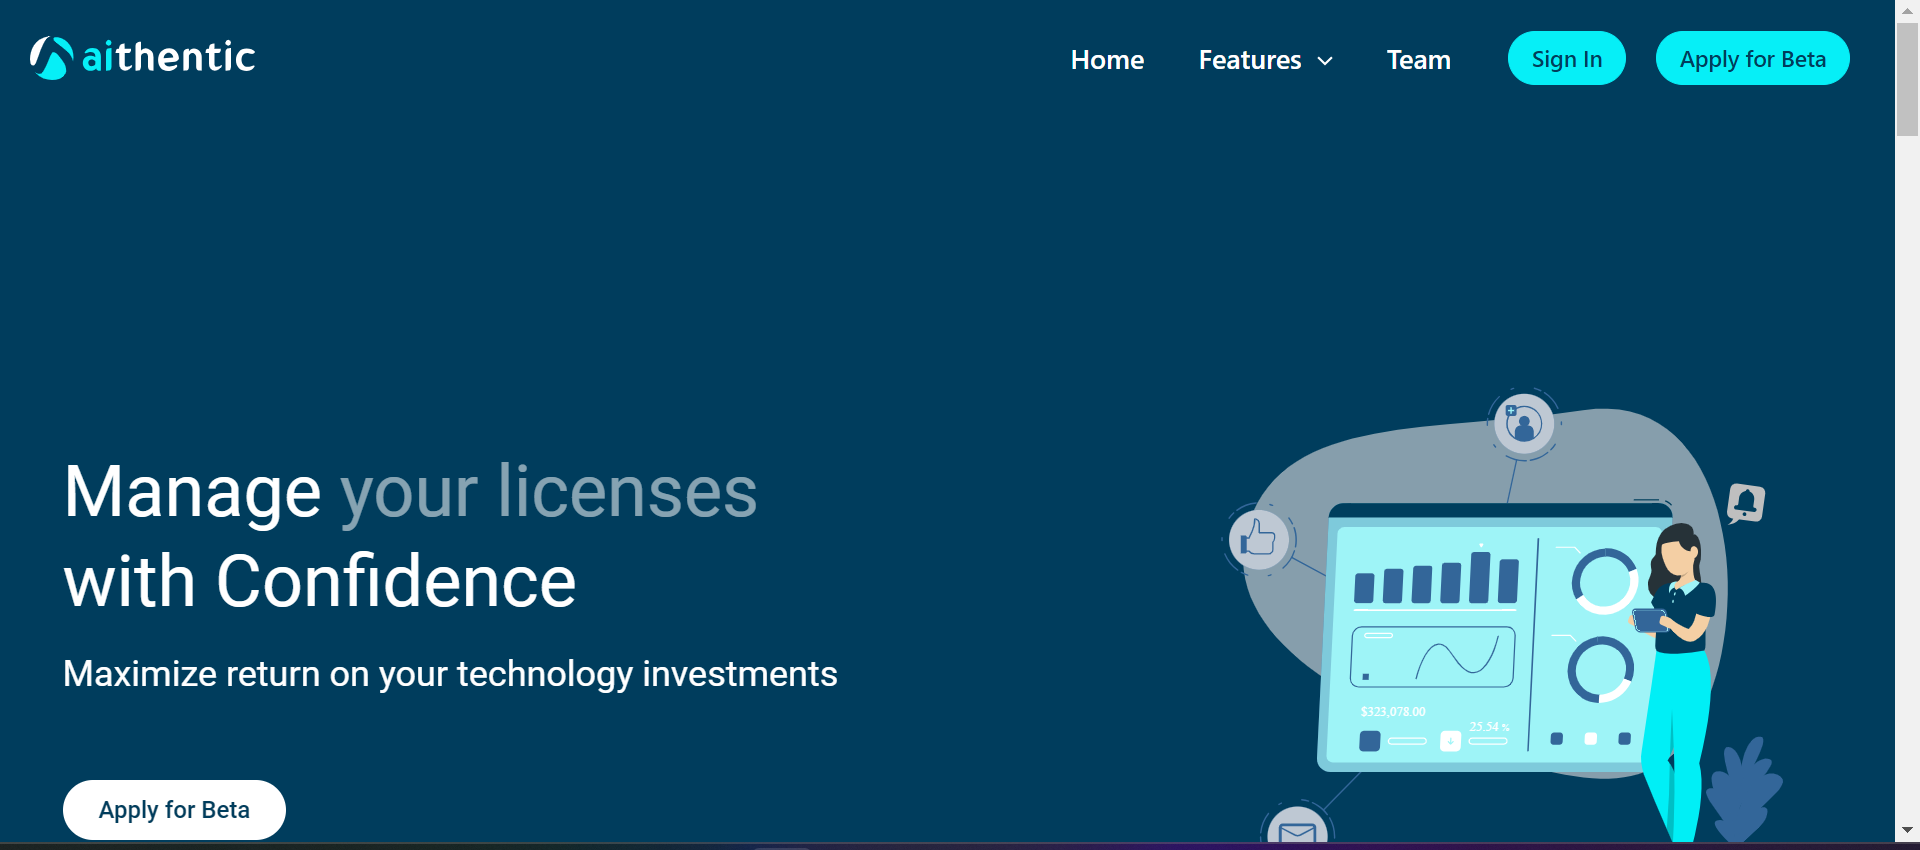 aithentic
Home Features Team Sign In Apply for Beta
Manage your licenses
with Confidence
Maximize return on your technology investments
$323,078.00
25.54 %
Apply for Beta